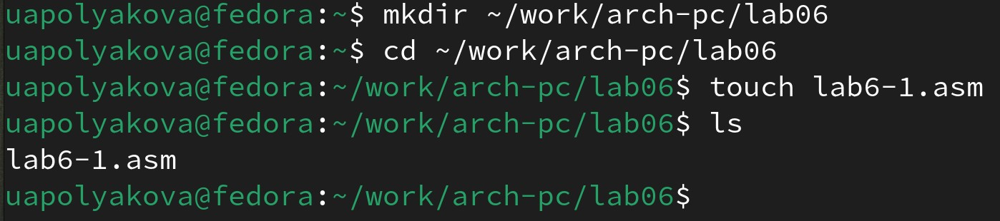 uapolyakova@fedora:~$ mkdir ~/work/arch-pc/lab06
uapolyakova@fedora:~$ cd ~/work/arch-pc/lab06
uapolyakova@fedora:~/work/arch-pc/lab06$ touch lab6-1.asm
uapolyakova@fedora:~/work/arch-pc/lab06$ ls
lab6-1.asm
uapolyakova@fedora:~/work/arch-pc/lab06$